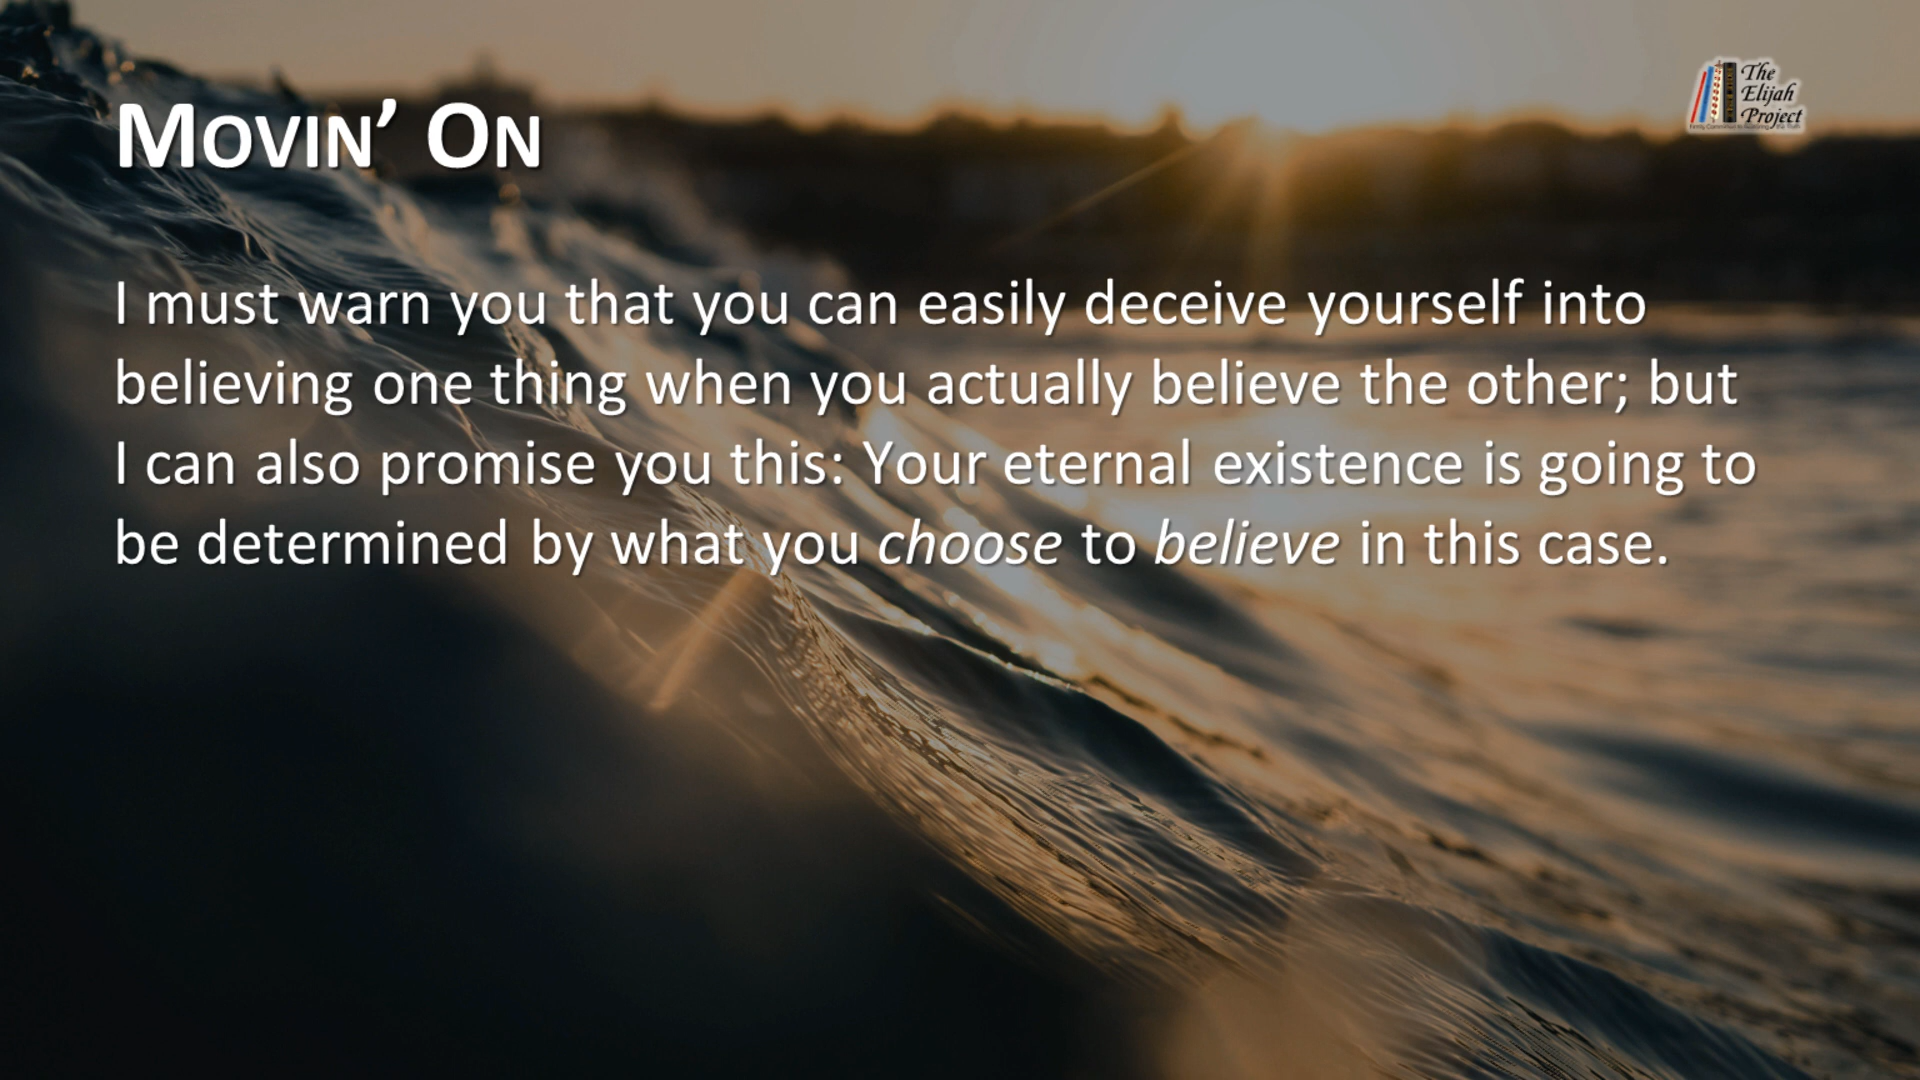 Movin’ On
The
Elijah
Project
I must warn you that you can easily deceive yourself into
believing one thing when you actually believe the other; but
I can also promise you this: Your eternal existence is going to
be determined by what you choose to believe in this case.